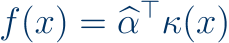 f(x) = α̂^⊤ κ(x)